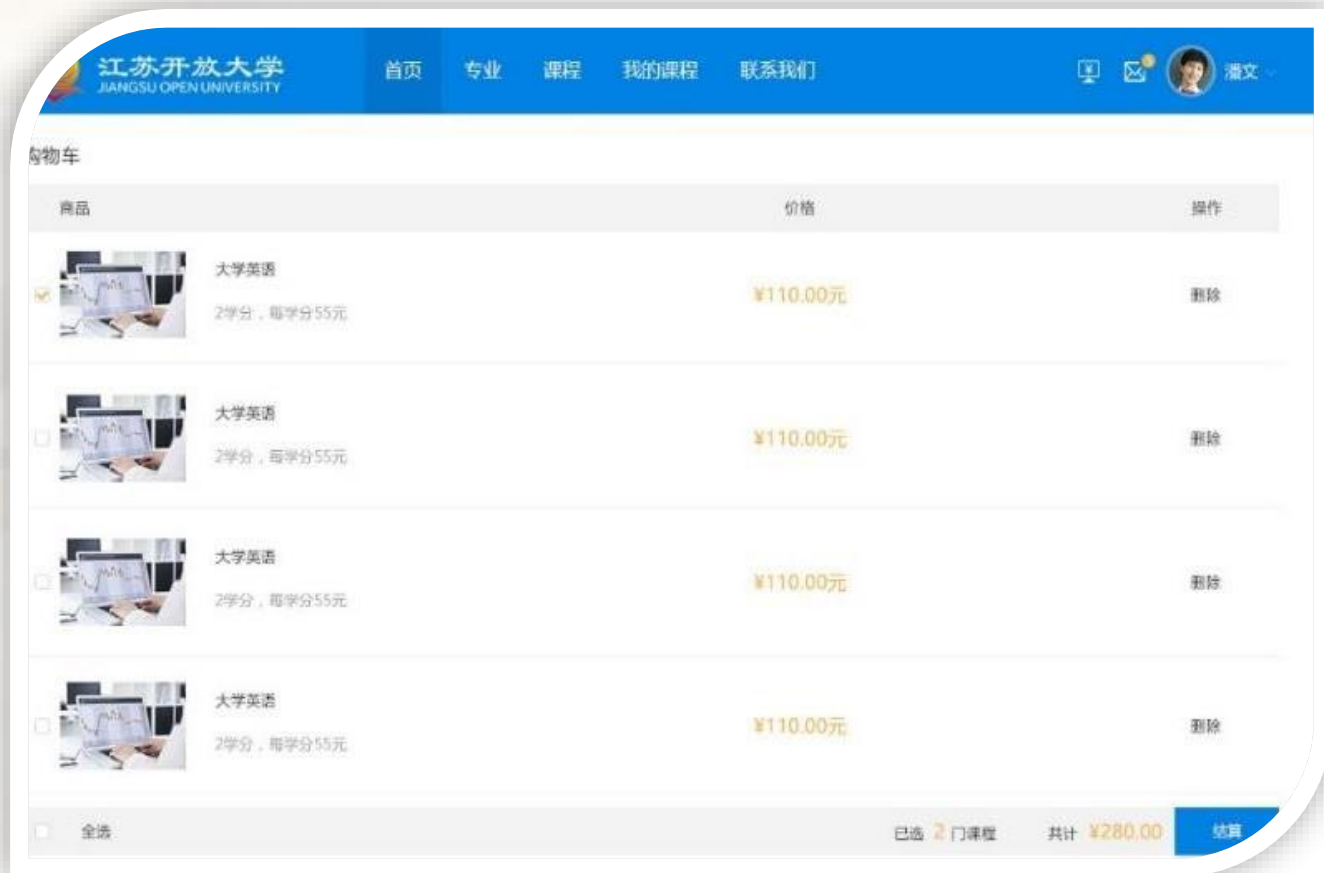 江苏开放大学
JIANGSU OPEN UNIVERSITY
首页 专业 课程 我的课程 联系我们 潘文
购物车
商品 价格 操作
大学英语
2学分，每学分55元
¥110.00元
删除
大学英语
2学分，每学分55元
¥110.00元
删除
大学英语
2学分，每学分55元
¥110.00元
删除
大学英语
2学分，每学分55元
¥110.00元
删除
全选 已选 2 门课程 共计 ¥280.00 结算